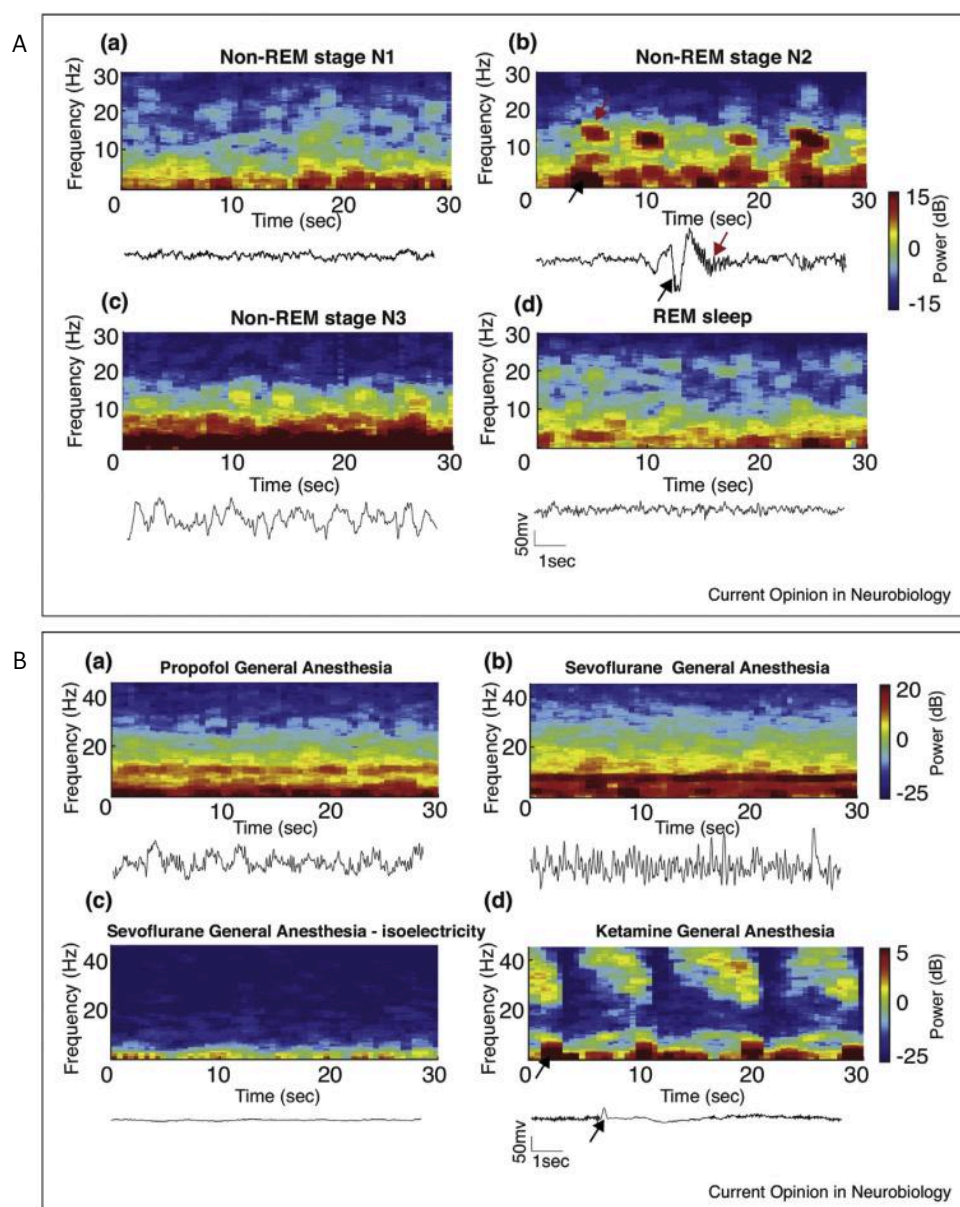 A
(a)
Non-REM stage N1
Frequency (Hz)
30
20
10
0 10 20 30
Time (sec)
(b)
Non-REM stage N2
Frequency (Hz)
30
20
10
0
0 10 20 30
Time (sec)
15
0
-15
Power (dB)
(c)
Non-REM stage N3
Frequency (Hz)
30
20
10
0 10 20 30
Time (sec)
(d)
REM sleep
Frequency (Hz)
30
20
10
0
0 10 20 30
Time (sec)
50mv
1sec
Current Opinion in Neurobiology
B
(a)
Propofol General Anesthesia
Frequency (Hz)
40
20
0 10 20 30
Time (sec)
(b)
Sevoflurane General Anesthesia
Frequency (Hz)
40
20
0 10 20 30
Time (sec)
20
0
-25
Power (dB)
(c)
Sevoflurane General Anesthesia - isoelectricity
Frequency (Hz)
40
20
0 10 20 30
Time (sec)
(d)
Ketamine General Anesthesia
Frequency (Hz)
40
20
0 10 20 30
Time (sec)
5
0
-25
Power (dB)
50mv
1sec
Current Opinion in Neurobiology